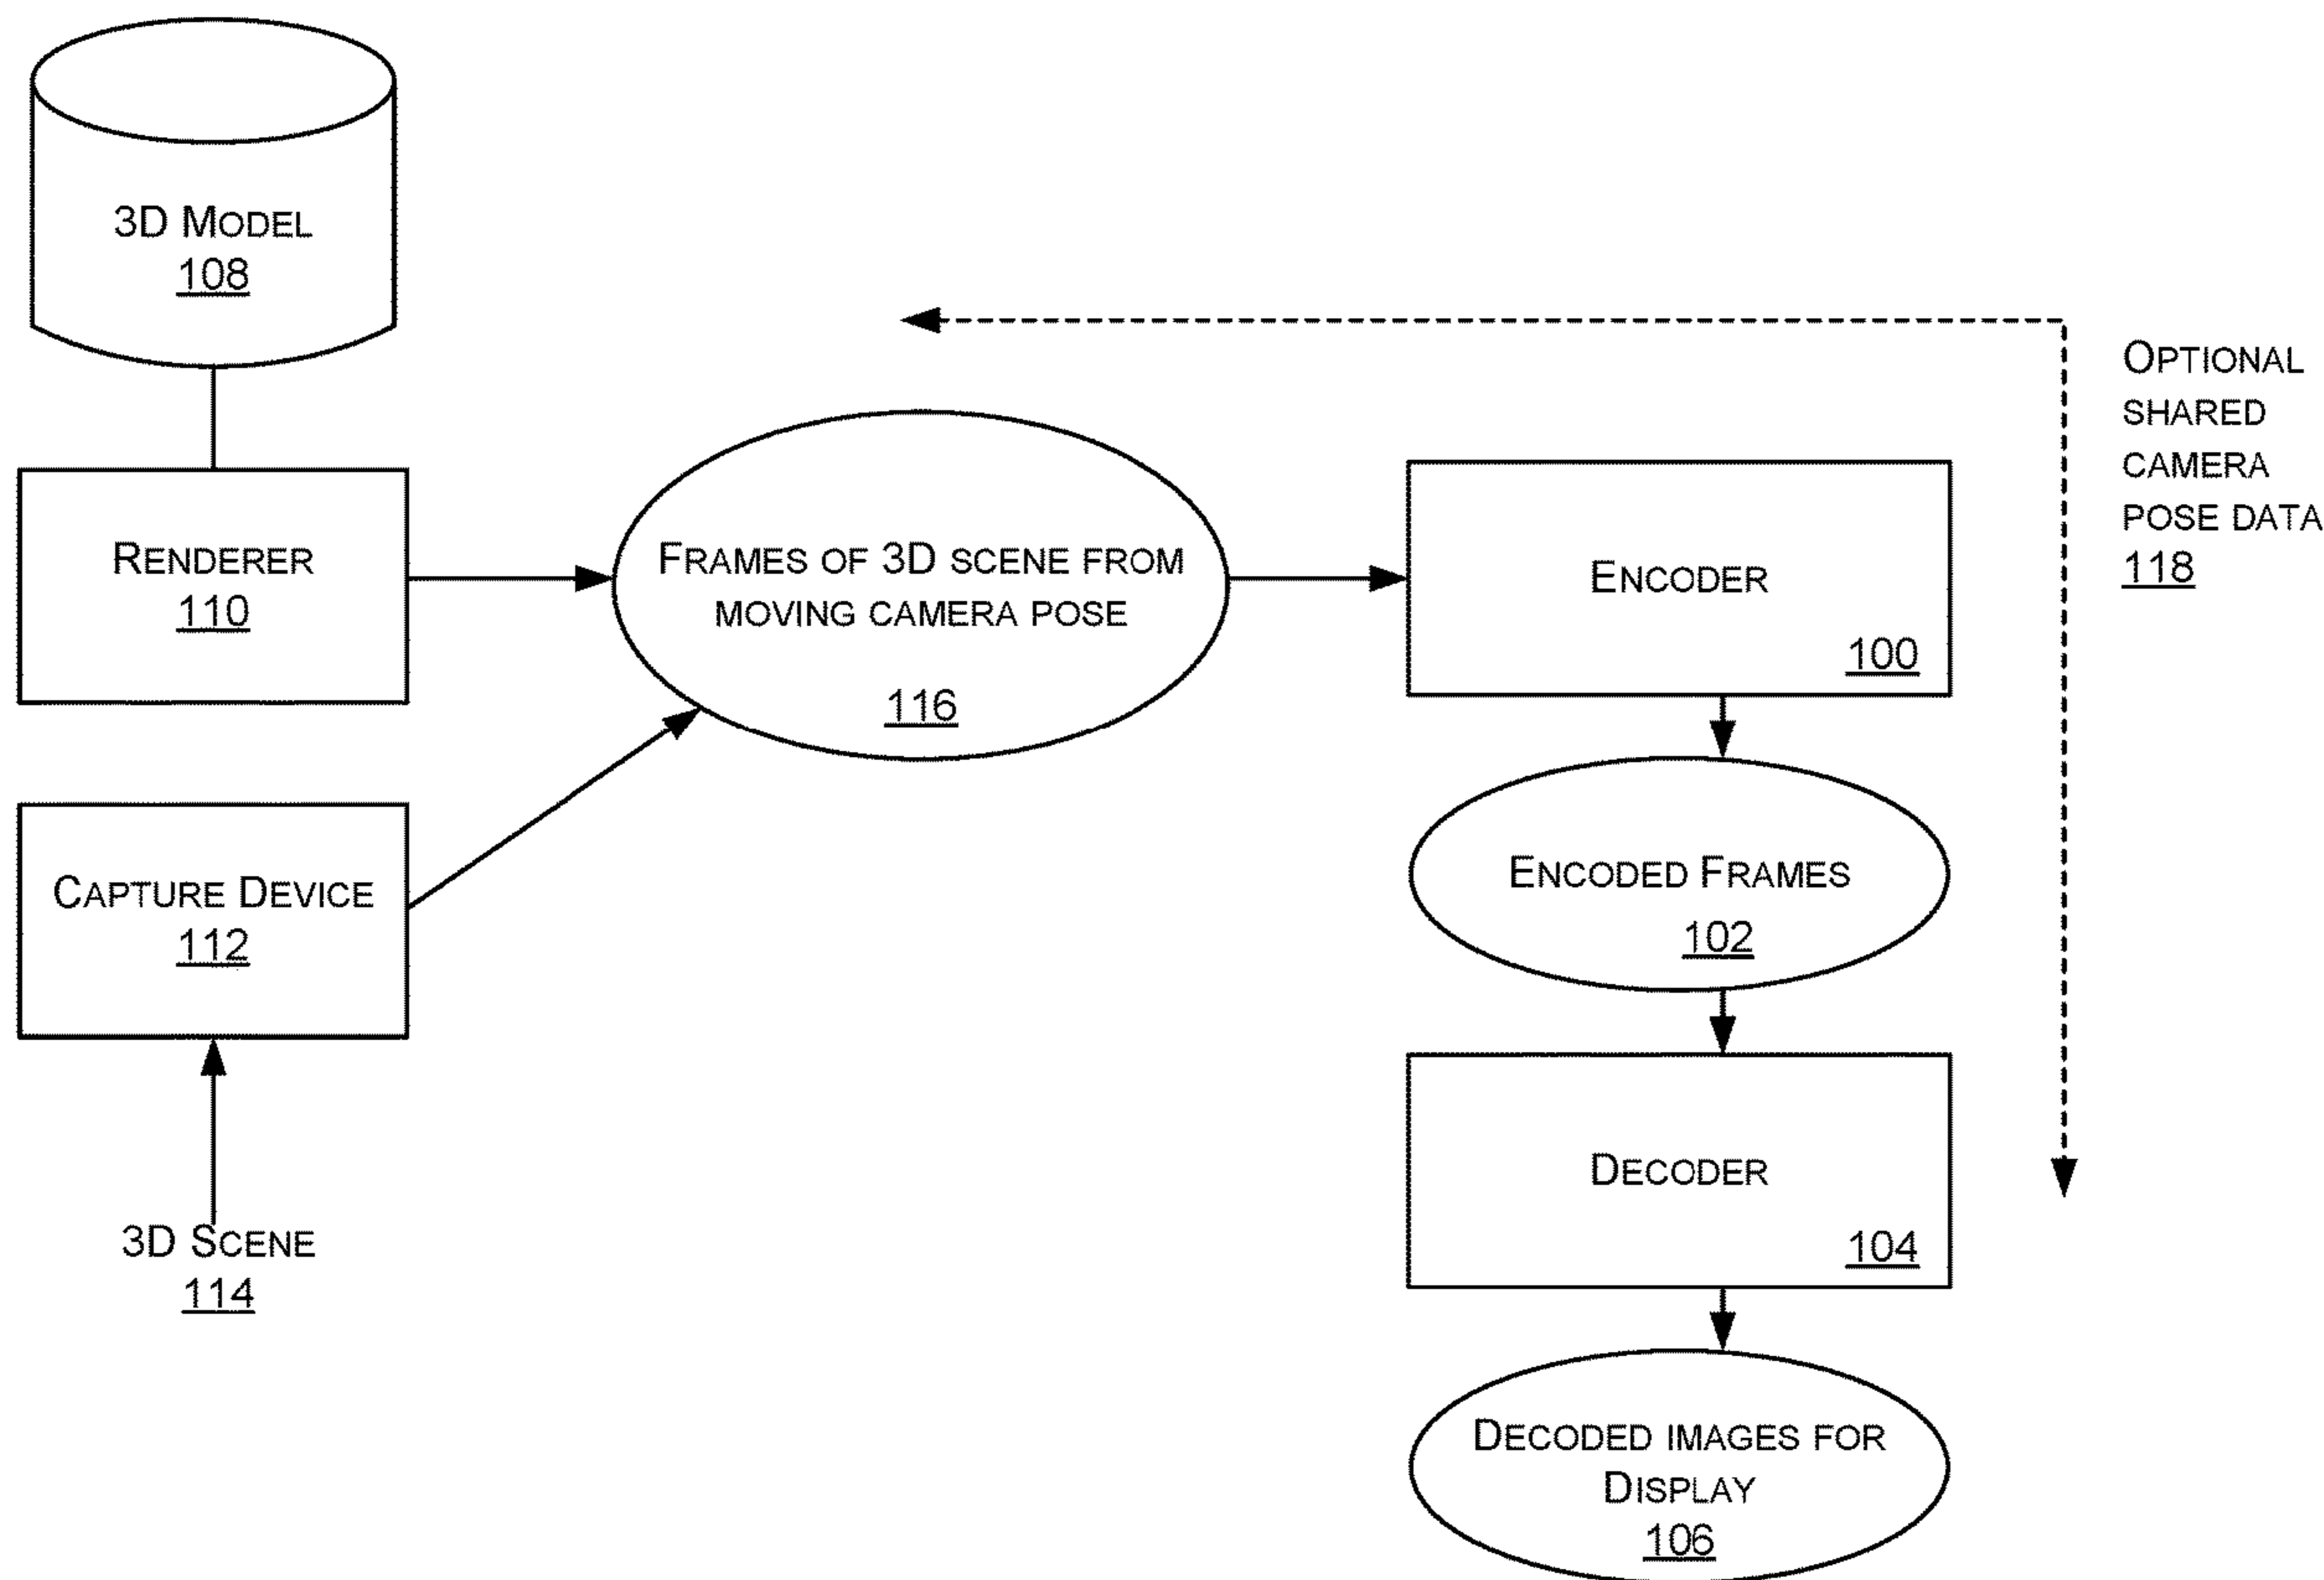 3D MODEL
108
RENDERER
110
CAPTURE DEVICE
112
3D SCENE
114
FRAMES OF 3D SCENE FROM
MOVING CAMERA POSE
116
ENCODER
100
ENCODED FRAMES
102
DECODER
104
DECODED IMAGES FOR
DISPLAY
106
OPTIONAL
SHARED
CAMERA
POSE DATA
118